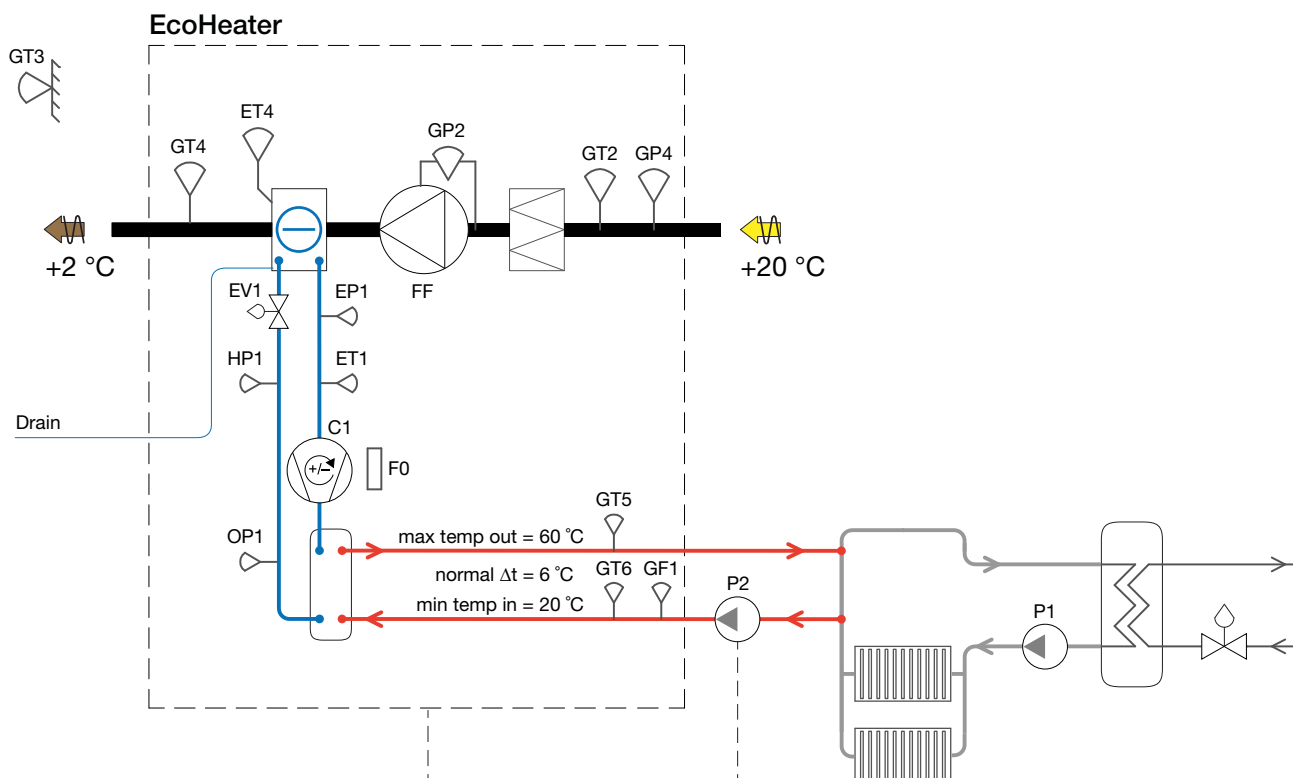 EcoHeater
GT3
ET4
GT4
GP2
GT2
GP4
+2 °C
+20 °C
FF
EV1
EP1
HP1
ET1
Drain
C1
+/–
F0
GT5
max temp out = 60 °C
OP1
normal Δt = 6 °C
GT6
GF1
P2
min temp in = 20 °C
P1